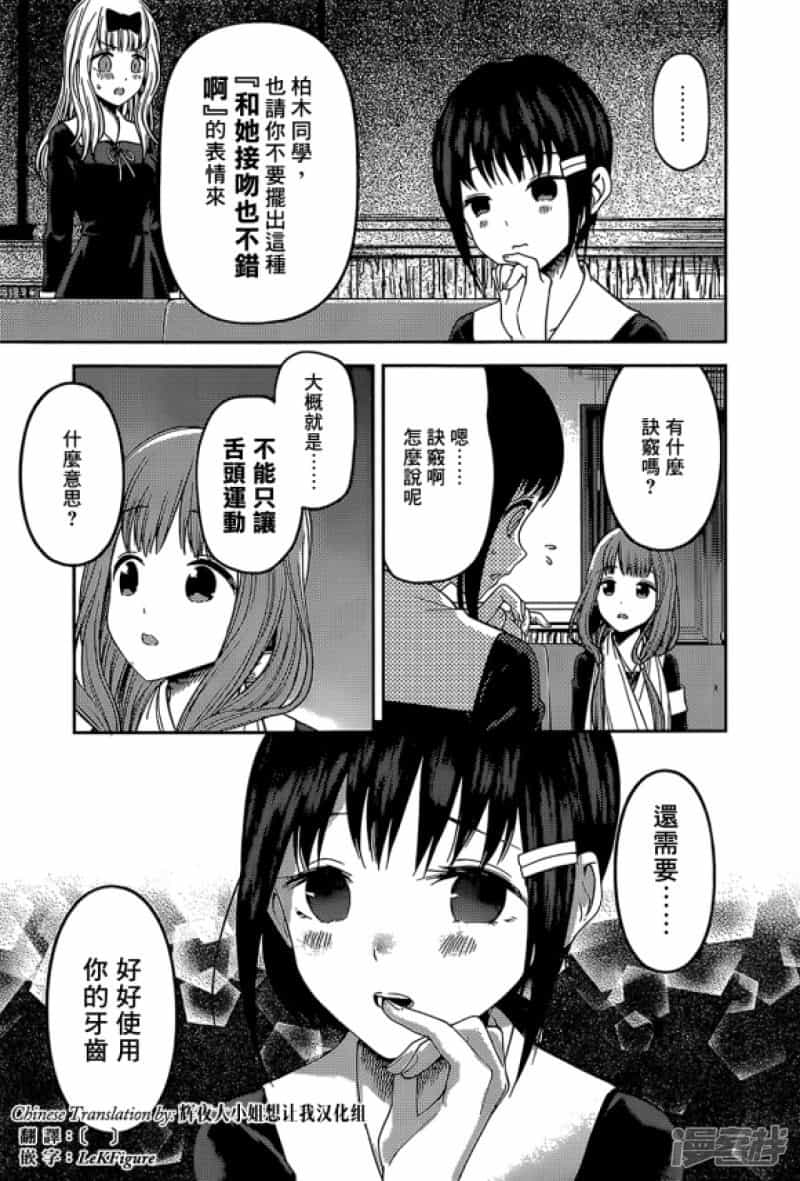 ⋯⋯
柏木同學，
也請你不要擺出這種
『和她接吻也不錯
啊』的表情來
有什麼
訣竅嗎？
嗯⋯⋯
訣竅啊
怎麼說呢
大概就是⋯⋯
不能只讓
舌頭運動
什麼意思？
還需要⋯⋯
好好使用
你的牙齒
Chinese Translation by: 辉夜大小姐想让我汉化组
翻譯：( )
嵌字：LeKFigure
漫客栈